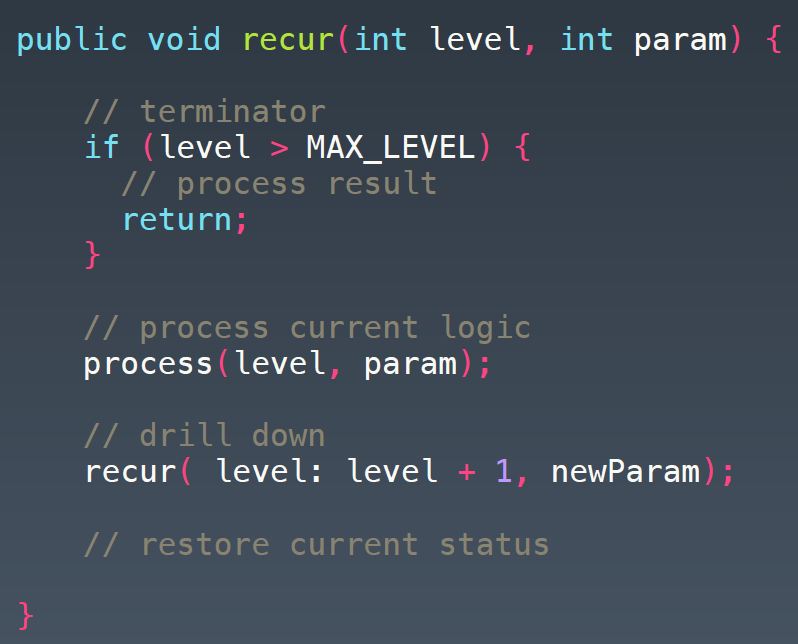 public void recur(int level, int param) {
// terminator
if (level > MAX_LEVEL) {
// process result
return;
}
// process current logic
process(level, param);
// drill down
recur( level: level + 1, newParam);
// restore current status
}